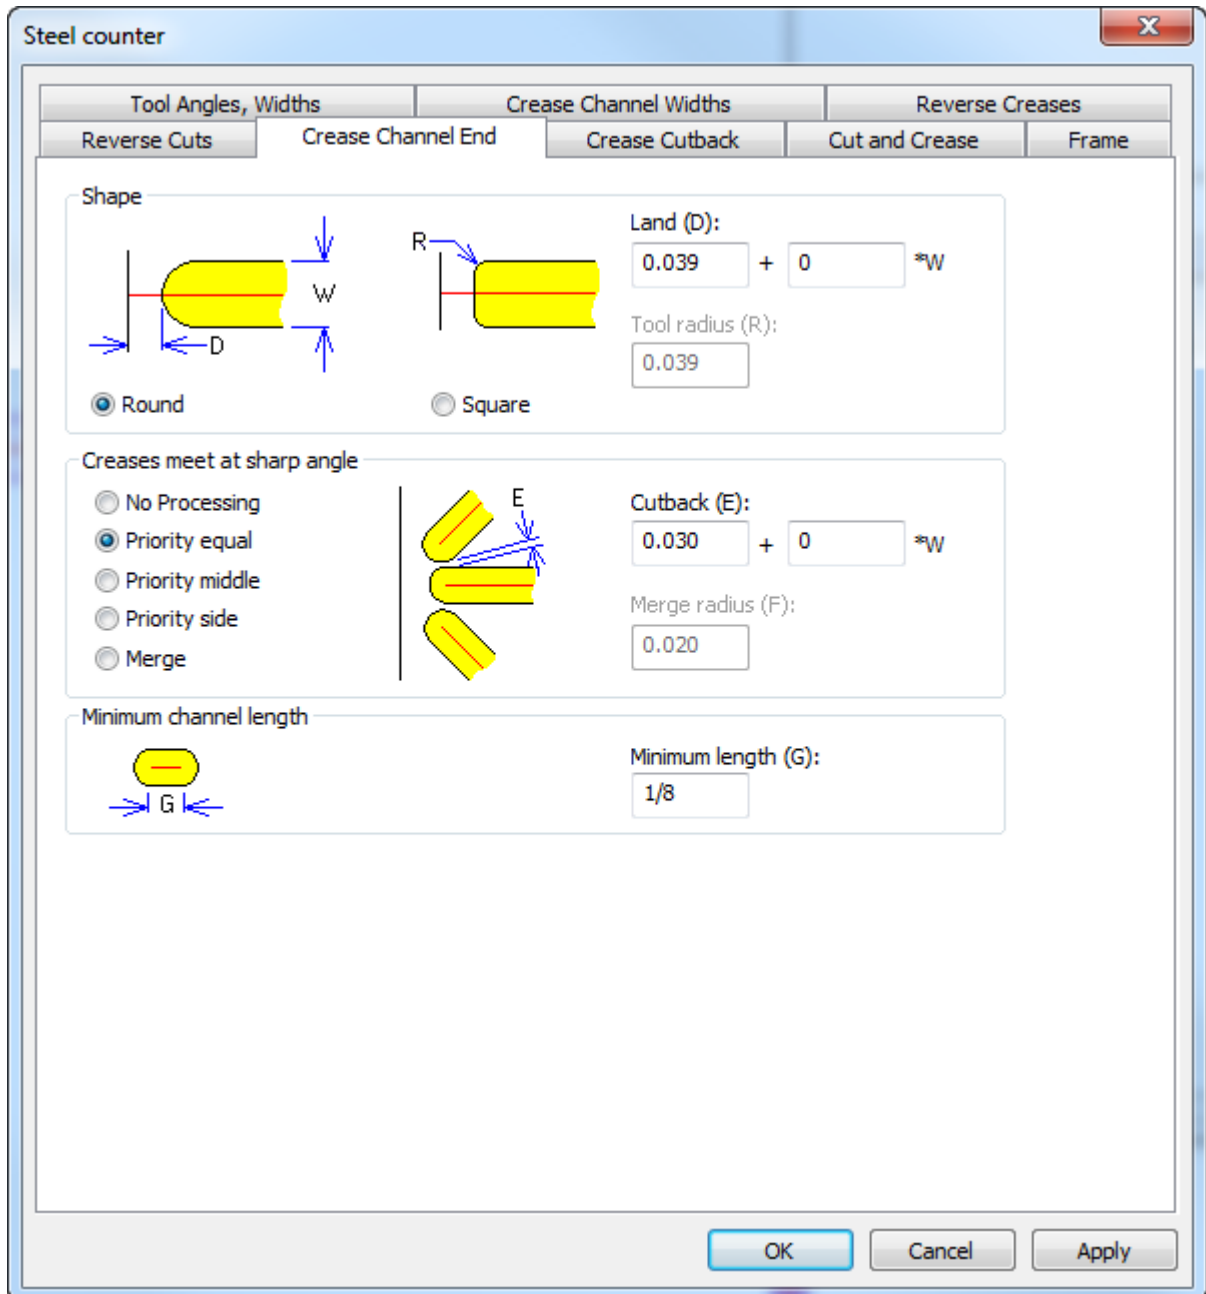 Steel counter
Tool Angles, Widths Crease Channel Widths Reverse Creases
Reverse Cuts Crease Channel End Crease Cutback Cut and Crease Frame
Shape
Land (D):
R
0.039 + 0 *W
W
Tool radius (R):
D
0.039
Round Square
Creases meet at sharp angle
No Processing E Cutback (E):
Priority equal 0.030 + 0 *W
Priority middle
Merge radius (F):
Priority side
0.020
Merge
Minimum channel length
Minimum length (G):
G 1/8
OK Cancel Apply